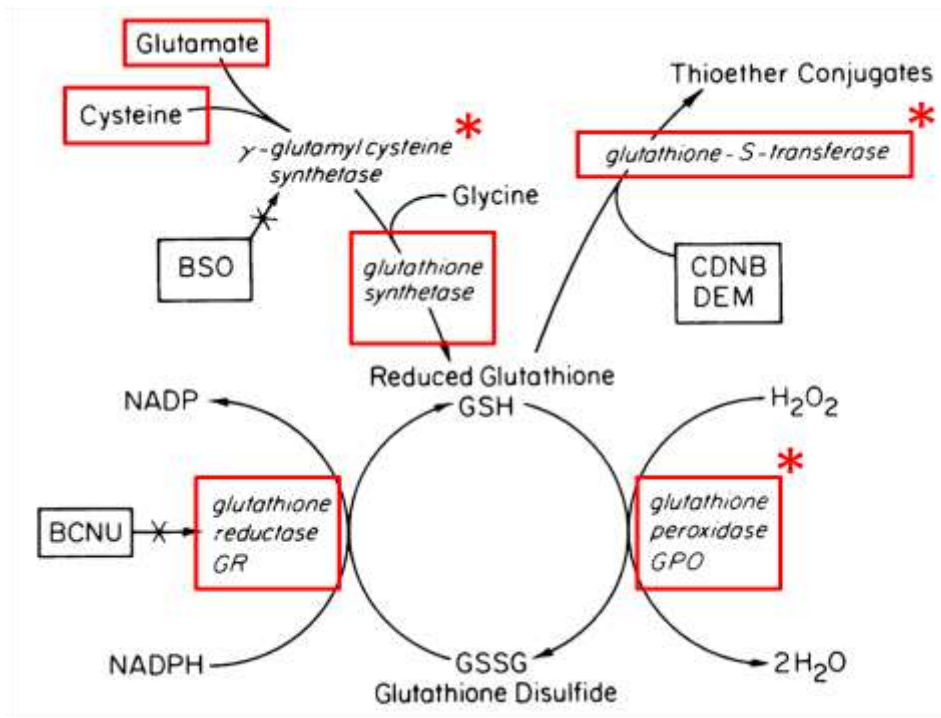 Glutamate
Cysteine
γ-glutamyl cysteine
synthetase
*
Glycine
BSO
glutathione
synthetase
Thioether Conjugates
*
glutathione-S-transferase
CDNB
DEM
Reduced Glutathione
GSH
NADP
H₂O₂
*
BCNU
glutathione
reductase
GR
glutathione
peroxidase
GPO
NADPH
GSSG
Glutathione Disulfide
2H₂O